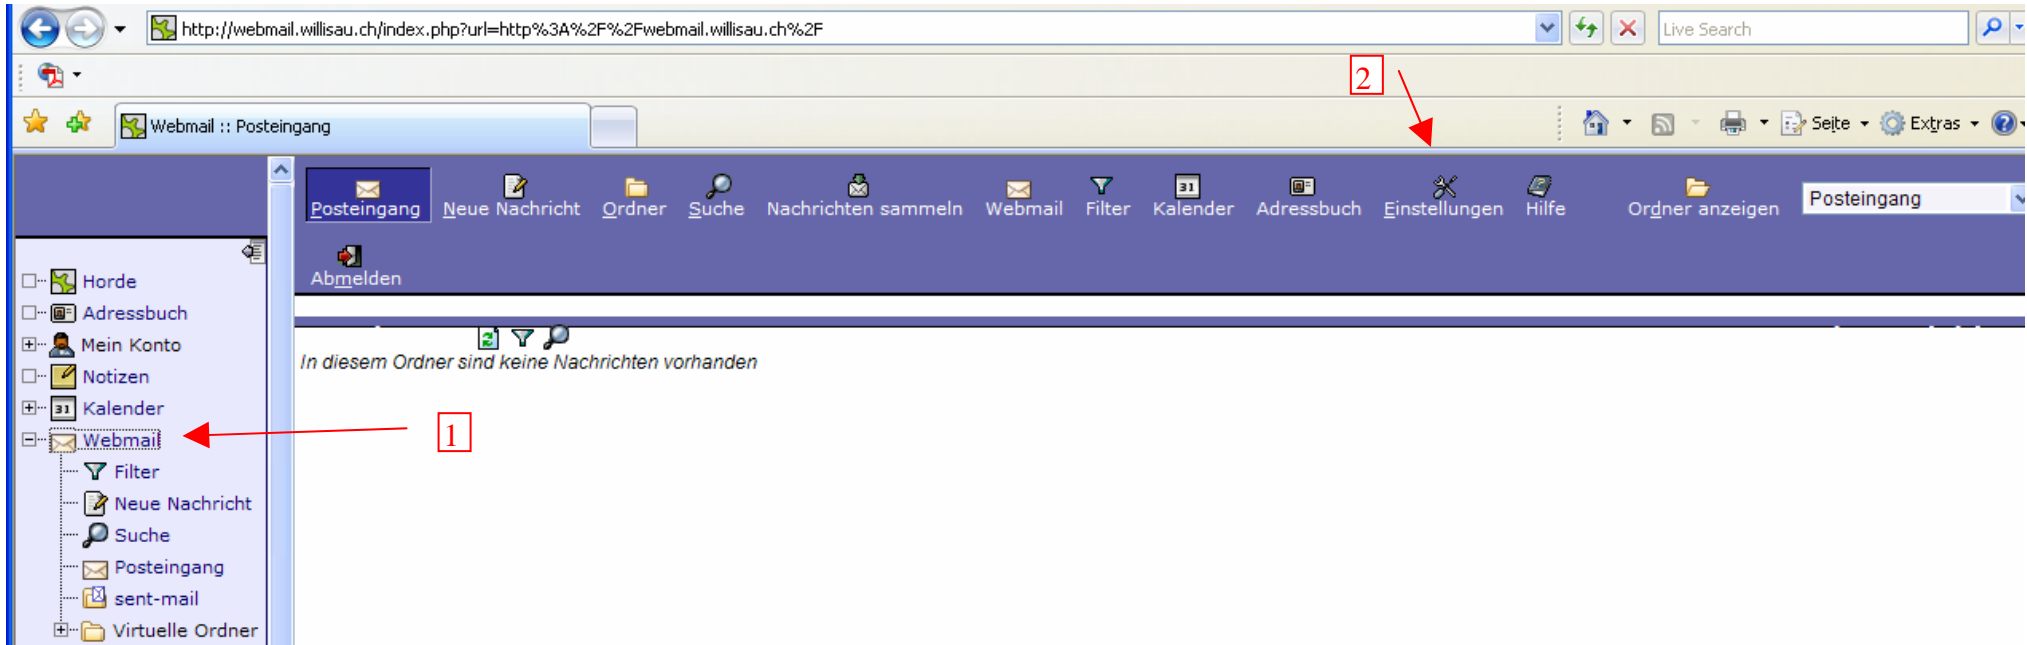 http://webmail.willisau.ch/index.php?url=http%3A%2F%2Fwebmail.willisau.ch%2F
Live Search
2
Webmail :: Posteingang
Seite
Extras
Posteingang Neue Nachricht Ordner Suche Nachrichten sammeln Webmail Filter Kalender Adressbuch Einstellungen Hilfe Ordner anzeigen Posteingang
Abmelden
Horde
Adressbuch
Mein Konto
Notizen
Kalender
Webmail
Filter
Neue Nachricht
Suche
Posteingang
sent-mail
Virtuelle Ordner
In diesem Ordner sind keine Nachrichten vorhanden
1